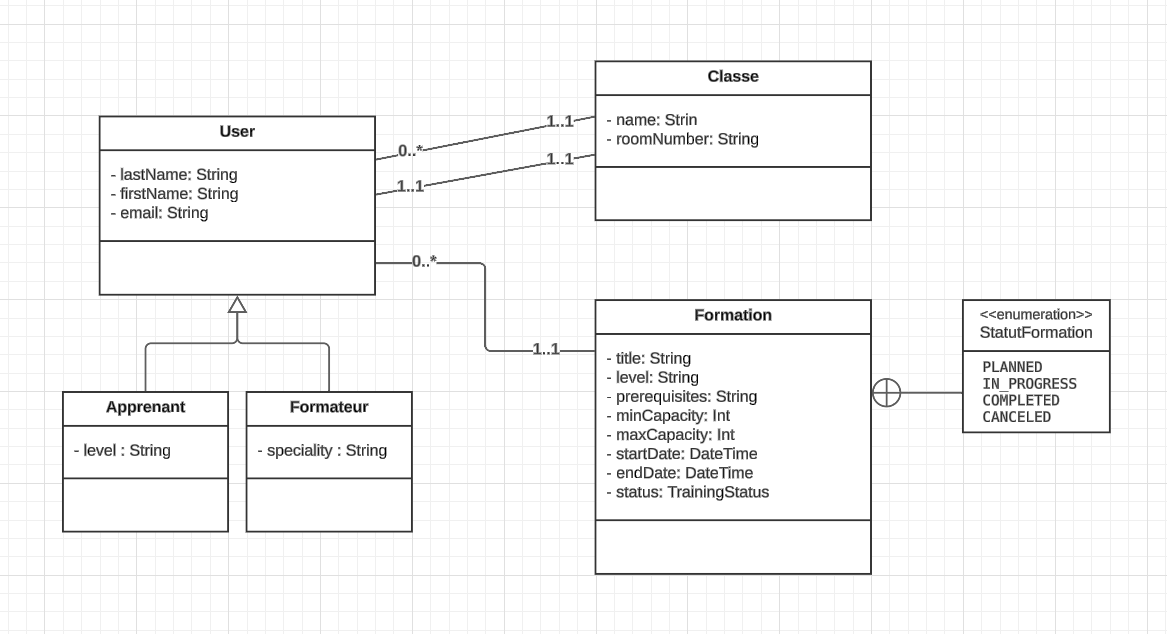 Classe
- name: Strin
- roomNumber: String
User
- lastName: String
- firstName: String
- email: String
0..*
1..1
1..1
1..1
0..*
1..1
Formation
- title: String
- level: String
- prerequisites: String
- minCapacity: Int
- maxCapacity: Int
- startDate: DateTime
- endDate: DateTime
- status: TrainingStatus
<<enumeration>>
StatutFormation
PLANNED
IN_PROGRESS
COMPLETED
CANCELED
Apprenant
- level : String
Formateur
- speciality : String